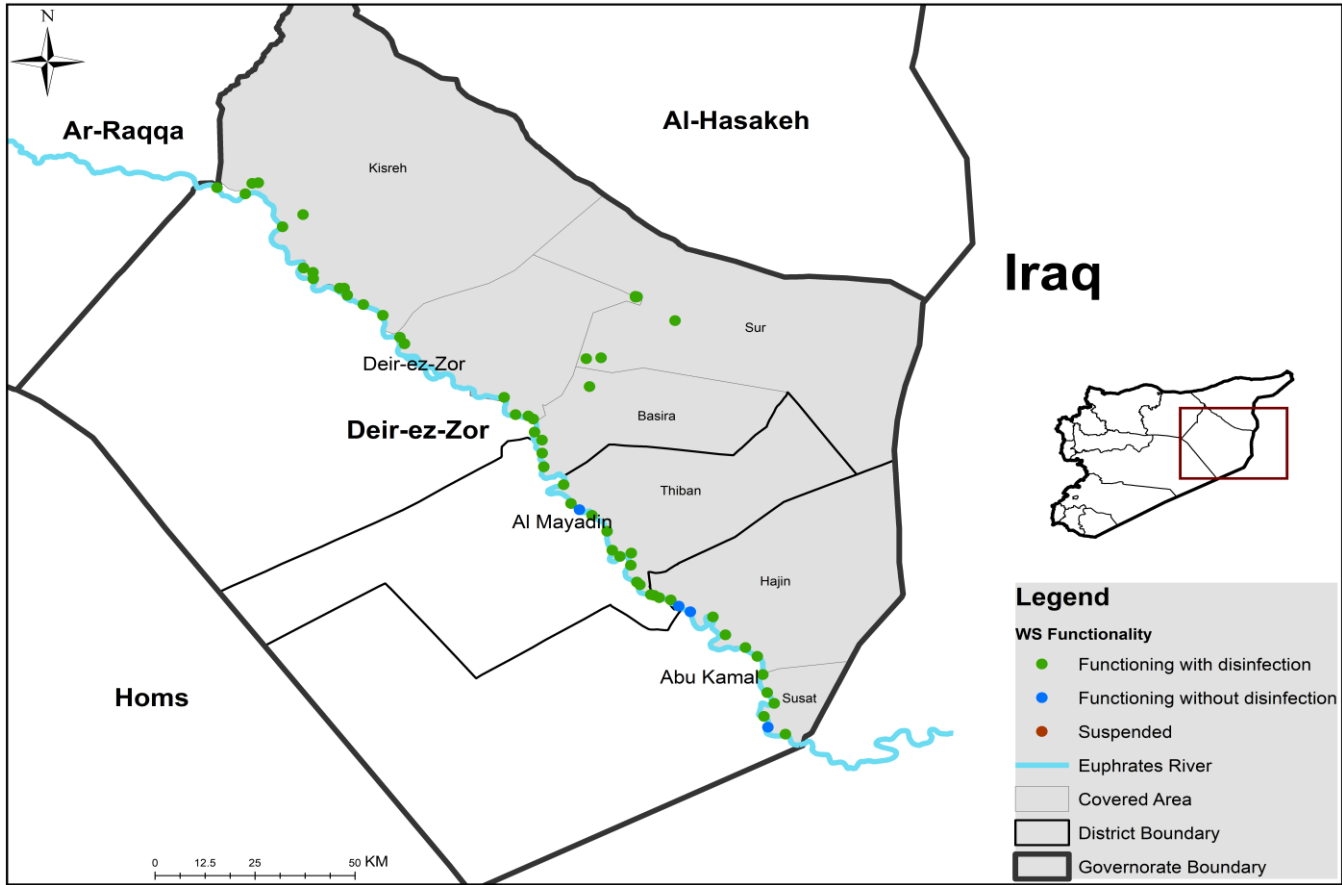 N
Ar-Raqqa
Al-Hasakeh
Kisreh
Iraq
Sur
Deir-ez-Zor
Basira
Deir-ez-Zor
Thiban
Al Mayadin
Hajin
Abu Kamal
Susat
Homs
0 12.5 25 50 KM
Legend
WS Functionality
Functioning with disinfection
Functioning without disinfection
Suspended
Euphrates River
Covered Area
District Boundary
Governorate Boundary